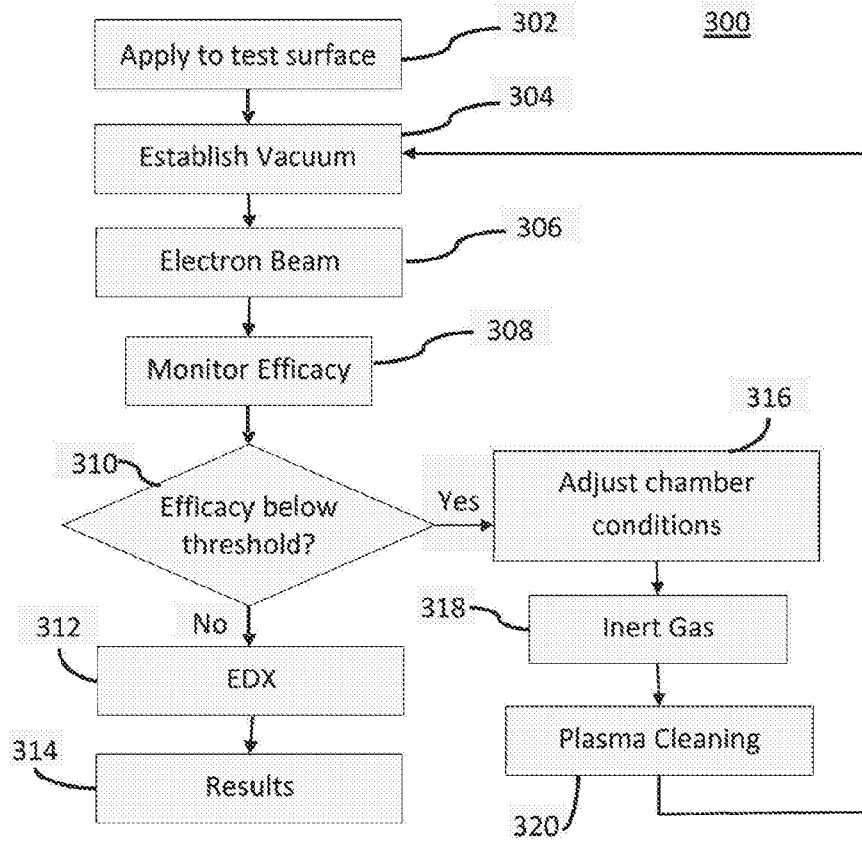 302
300
Apply to test surface
304
Establish Vacuum
306
Electron Beam
308
Monitor Efficacy
310
Efficacy below
threshold?
Yes
316
Adjust chamber
conditions
No
318
Inert Gas
312
EDX
Plasma Cleaning
314
Results
320